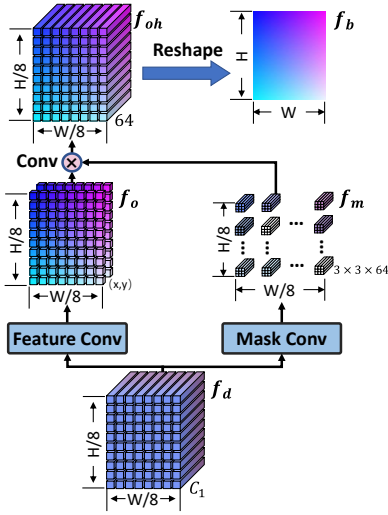 f_oh
f_b
Reshape
H/8
H
64
W/8
W
Conv
×
f_o
f_m
H/8
H/8
...
...
(x,y)
3 × 3 × 64
W/8
W/8
Feature Conv
Mask Conv
f_d
H/8
C_1
W/8